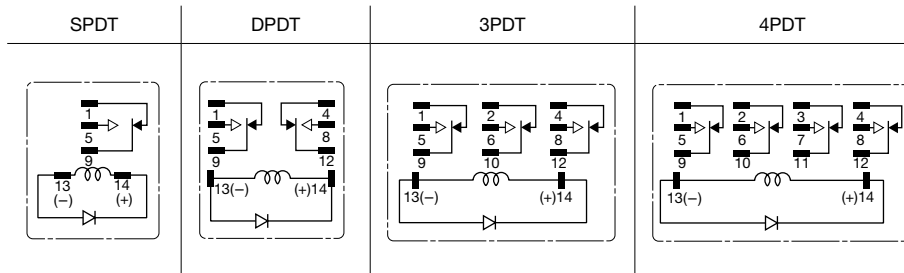 SPDT DPDT 3PDT 4PDT
1 1 4 1 2 4 1 2 3 4
5 5 8 5 6 8 5 6 7 8
9 9 12 9 10 12 9 10 11 12
13 14 13(–) (+)14 13(–) (+)14 13(–) (+)14
(–) (+)